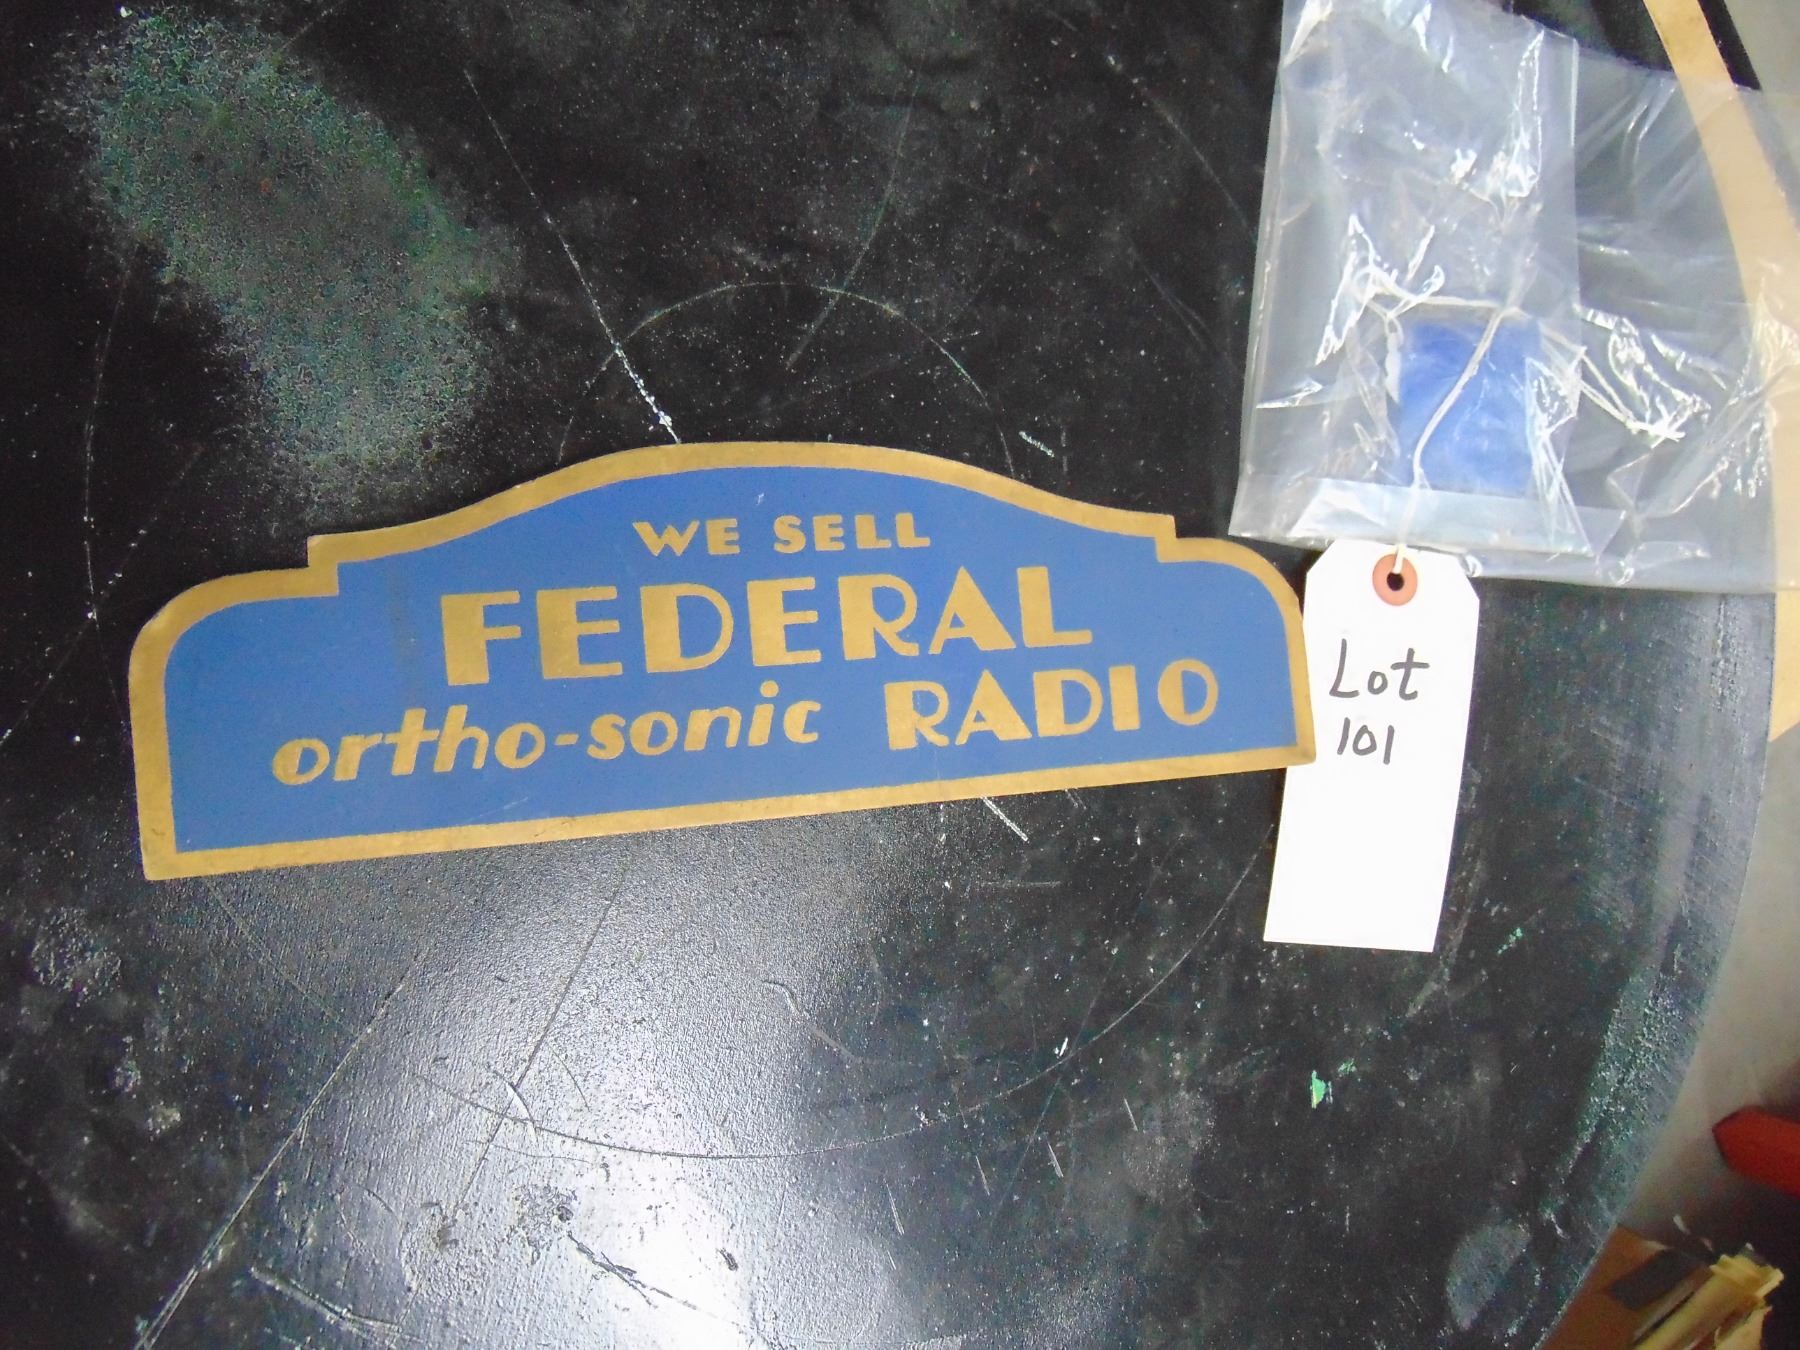 WE SELL
FEDERAL
ortho-sonic RADIO
Lot
101